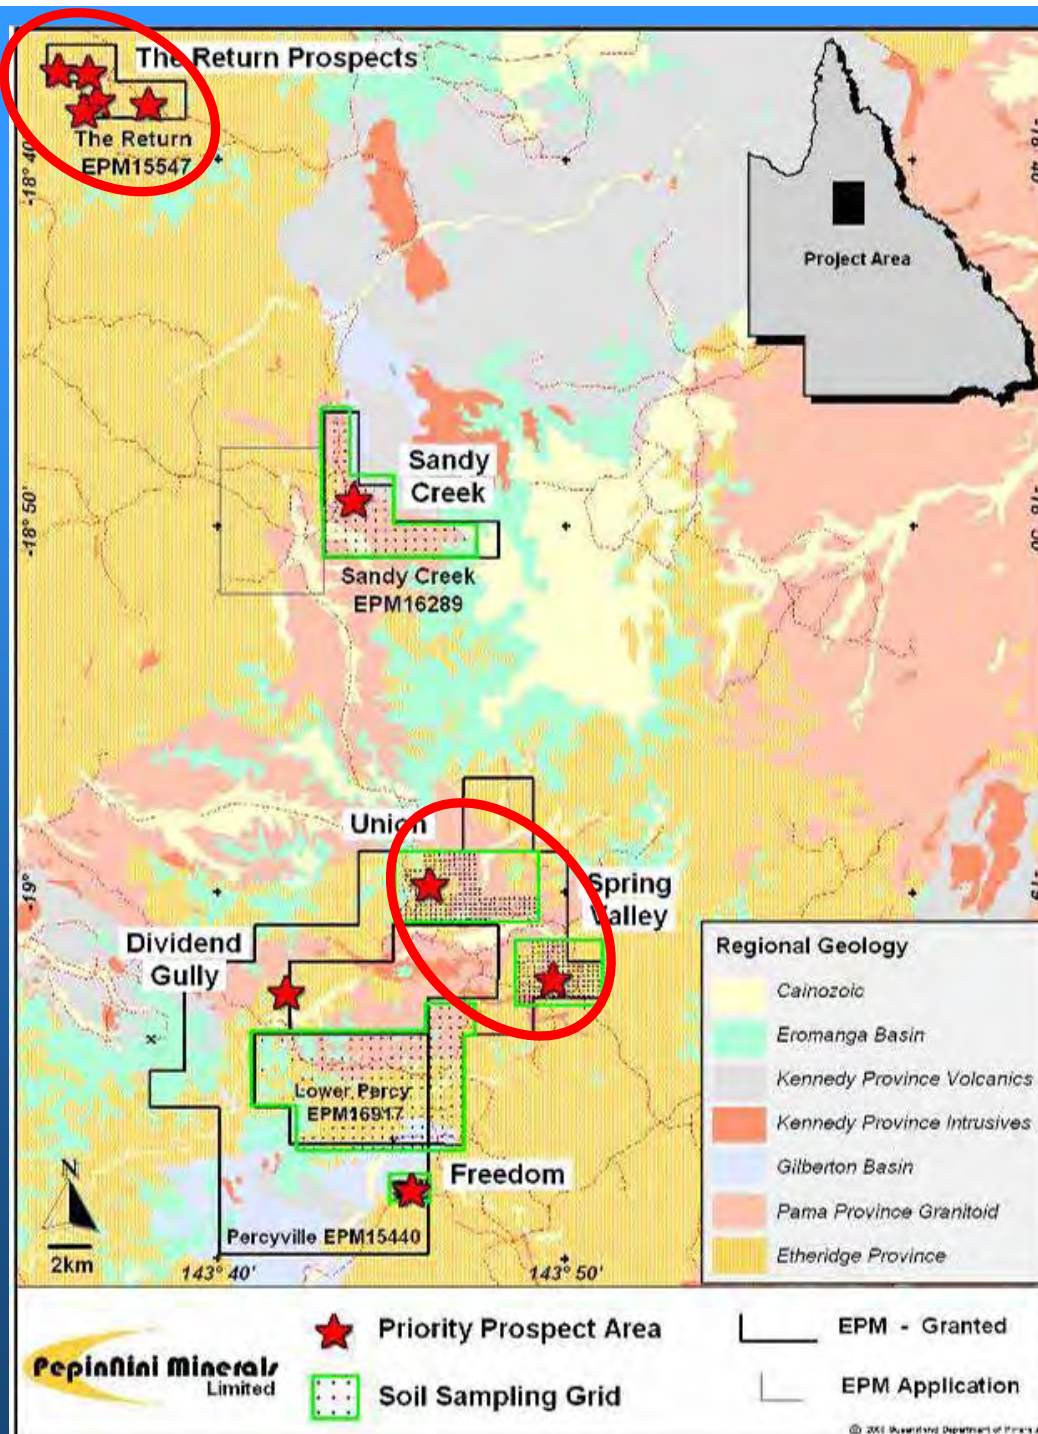 The Return Prospects
The Return
EPM15547
-18° 40'
Project Area
Sandy
Creek
-18° 50'
Sandy Creek
EPM16289
Union
Spring
Valley
-19°
Dividend
Gully
Lower Percy
EPM16917
Freedom
Percyville EPM15440
N
2km
143° 40'
143° 50'
Regional Geology
Cainozoic
Eromanga Basin
Kennedy Province Volcanics
Kennedy Province Intrusives
Gilberton Basin
Pama Province Granitoid
Etheridge Province
PepinNini Minerals
Limited
Priority Prospect Area
Soil Sampling Grid
EPM - Granted
EPM Application